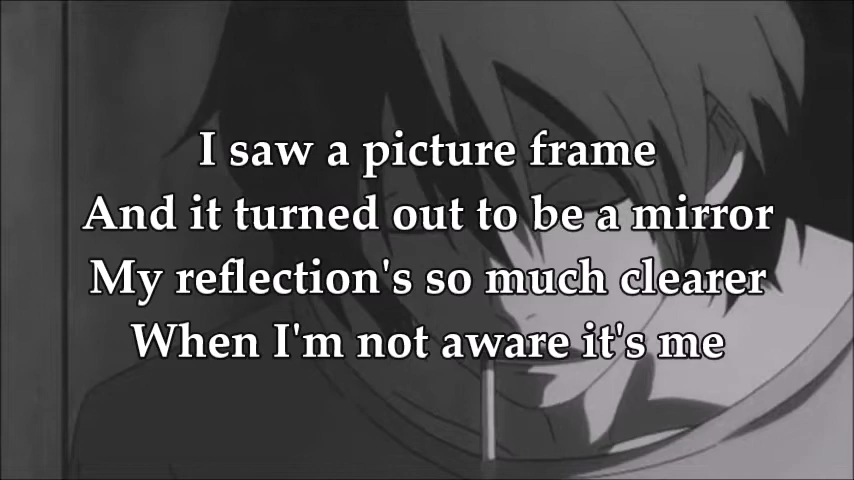 I saw a picture frame
And it turned out to be a mirror
My reflection's so much clearer
When I'm not aware it's me